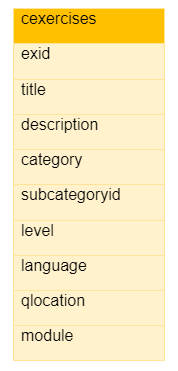 cexercises
exid
title
description
category
subcategoryid
level
language
qlocation
module